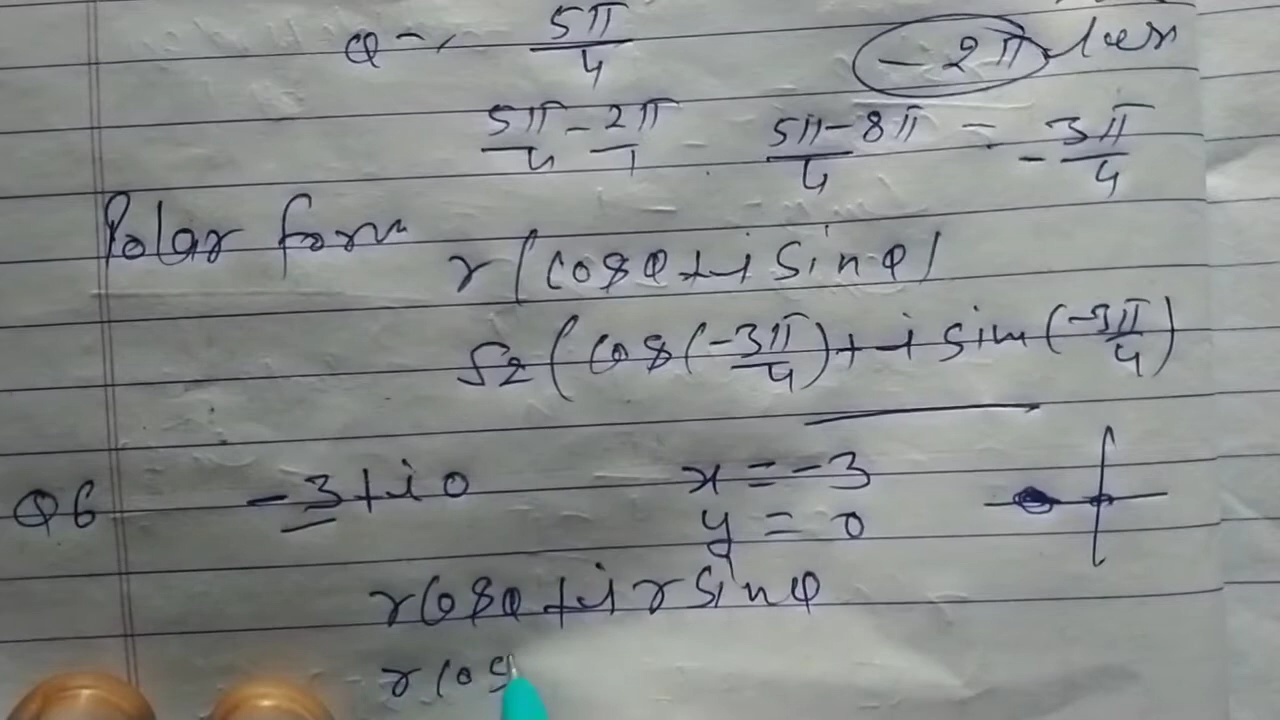 θ = 5π/4 -2π less
5π/4 - 2π/1 5π-8π/4 = -3π/4
Polar form
r(cosθ + i sinθ)
√2(cos(-3π/4) + i sin(-3π/4)
Q6 -3+i0 x = -3
y = 0
rcosθ + i r sinθ
r cos